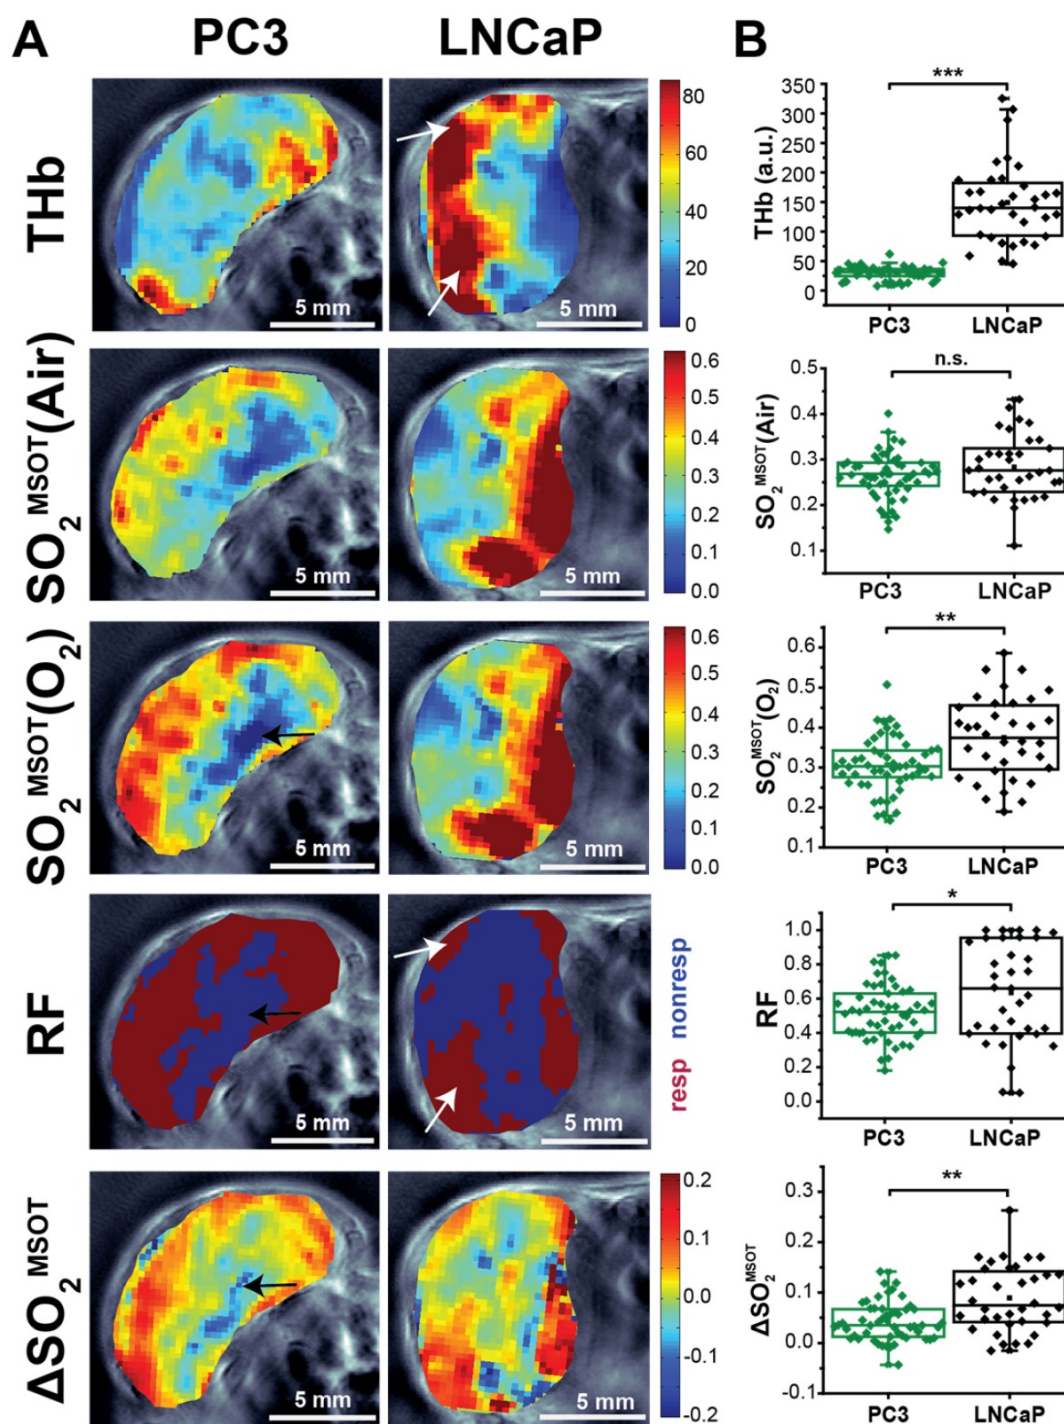 A PC3 LNCaP B
THb
5 mm 5 mm
80
60
40
20
0
***
THb (a.u.)
350
300
250
200
150
100
50
0
PC3 LNCaP
SO₂ᴹˢᴼᵀ(Air)
5 mm 5 mm
0.6
0.5
0.4
0.3
0.2
0.1
0.0
n.s.
SO₂ᴹˢᴼᵀ(Air)
0.5
0.4
0.3
0.2
0.1
PC3 LNCaP
SO₂ᴹˢᴼᵀ(O₂)
5 mm 5 mm
0.6
0.5
0.4
0.3
0.2
0.1
0.0
**
SO₂ᴹˢᴼᵀ(O₂)
0.6
0.5
0.4
0.3
0.2
0.1
PC3 LNCaP
RF
5 mm 5 mm
resp nonresp
*
RF
1.0
0.8
0.6
0.4
0.2
0.0
PC3 LNCaP
ΔSO₂ᴹˢᴼᵀ
5 mm 5 mm
0.2
0.1
0.0
-0.1
-0.2
**
ΔSO₂ᴹˢᴼᵀ
0.3
0.2
0.1
0.0
-0.1
PC3 LNCaP